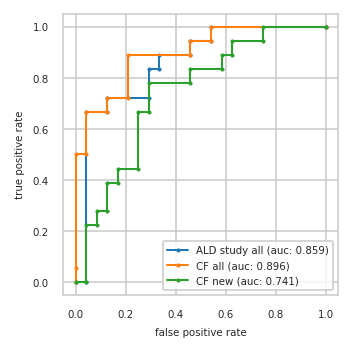 1.0
0.8
0.6
0.4
0.2
0.0
true positive rate
ALD study all (auc: 0.859)
CF all (auc: 0.896)
CF new (auc: 0.741)
0.0 0.2 0.4 0.6 0.8 1.0
false positive rate